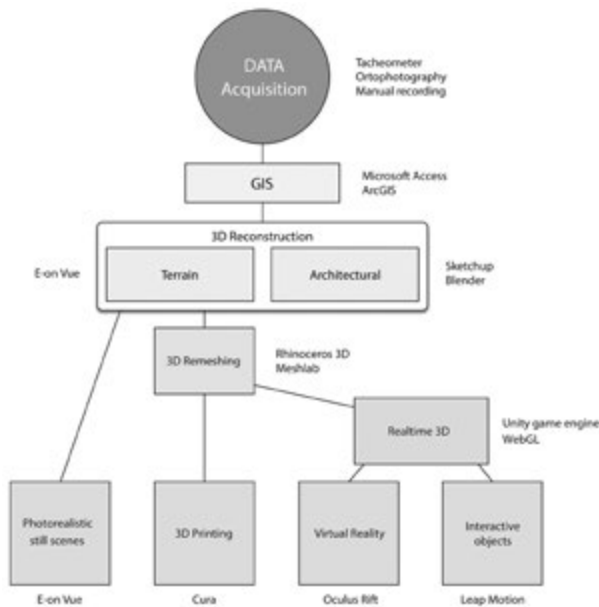 DATA
Acquisition
Tacheometer
Ortophotography
Manual recording
GIS
Microsoft Access
ArcGIS
3D Reconstruction
E-on Vue
Terrain
Architectural
Sketchup
Blender
3D Remeshing
Rhinoceros 3D
Meshlab
Realtime 3D
Unity game engine
WebGL
Photorealistic
still scenes
3D Printing
Virtual Reality
Interactive
objects
E-on Vue
Cura
Oculus Rift
Leap Motion